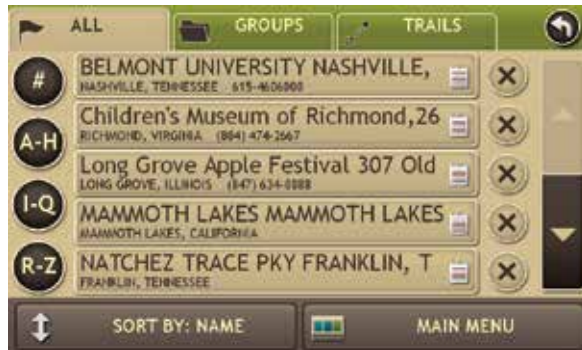 ALL
GROUPS
TRAILS
#
BELMONT UNIVERSITY NASHVILLE,
NASHVILLE, TENNESSEE 615-4606000
A-H
Children's Museum of Richmond,26
RICHMOND, VIRGINIA (804) 474-2667
Long Grove Apple Festival 307 Old
LONG GROVE, ILLINOIS (847) 634-0888
I-Q
MAMMOTH LAKES MAMMOTH LAKES
MAMMOTH LAKES, CALIFORNIA
R-Z
NATCHEZ TRACE PKY FRANKLIN, T
FRANKLIN, TENNESSEE
SORT BY: NAME
MAIN MENU